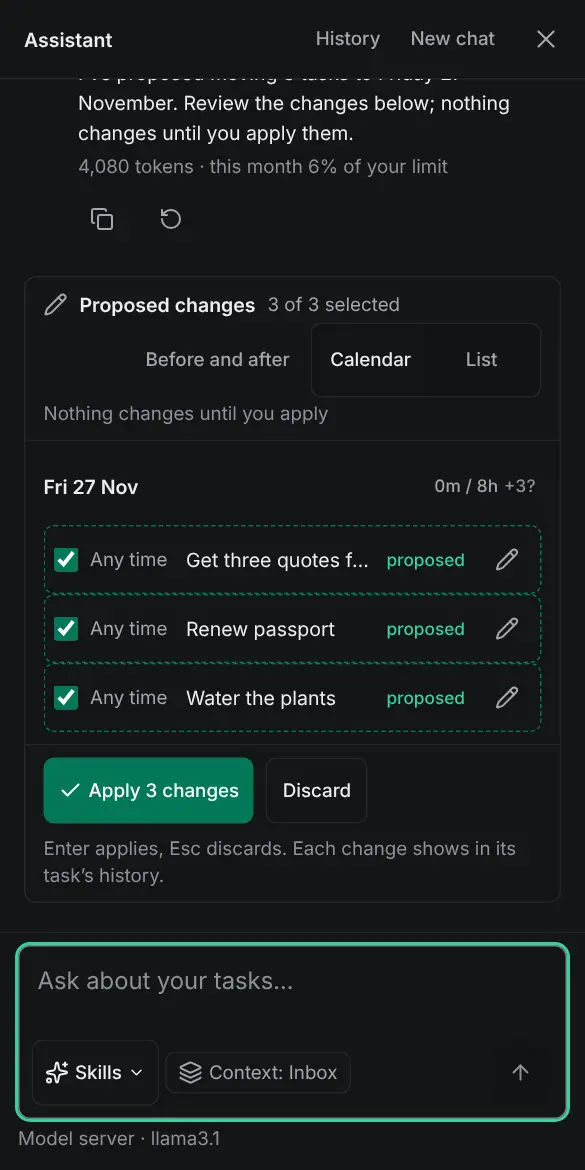 Assistant
History
New chat
November. Review the changes below; nothing
changes until you apply them.
4,080 tokens · this month 6% of your limit
Proposed changes 3 of 3 selected
Before and after
Calendar
List
Nothing changes until you apply
Fri 27 Nov
0m / 8h +3?
Any time Get three quotes f... proposed
Any time Renew passport proposed
Any time Water the plants proposed
Apply 3 changes
Discard
Enter applies, Esc discards. Each change shows in its
task’s history.
Ask about your tasks...
Skills
Context: Inbox
Model server · llama3.1